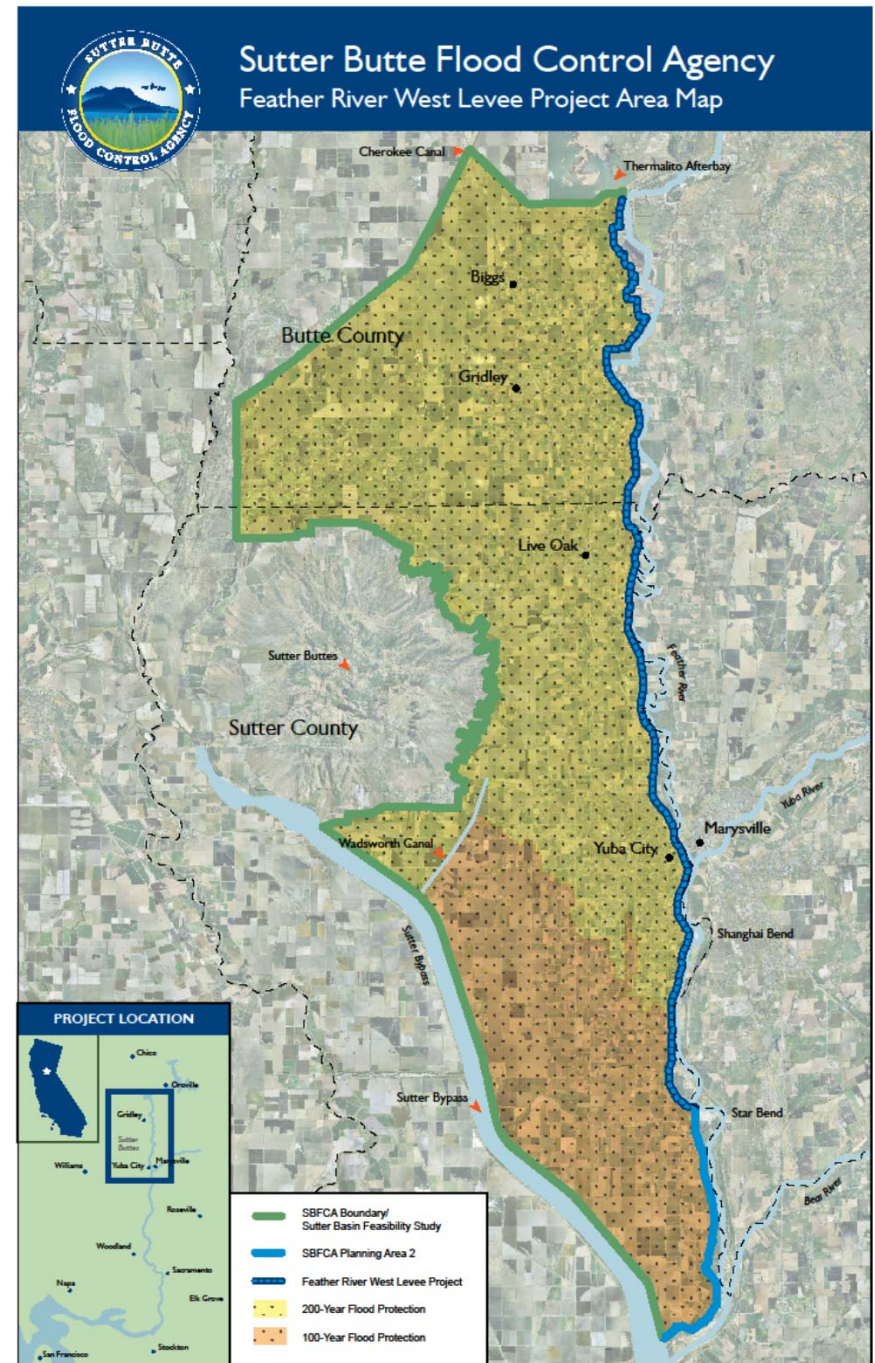 SUTTER BUTTE
FLOOD CONTROL AGENCY
Sutter Butte Flood Control Agency
Feather River West Levee Project Area Map
Cherokee Canal
Thermalito Afterbay
Biggs
Butte County
Gridley
Live Oak
Sutter Buttes
Feather River
Sutter County
Yuba River
Wadsworth Canal
Yuba City
Marysville
Shanghai Bend
Sutter Bypass
Sutter Bypass
Star Bend
Bear River
PROJECT LOCATION
Chico
Oroville
Gridley
Sutter
Buttes
Williams
Yuba City
Marysville
Roseville
Woodland
Sacramento
Napa
Elk Grove
San Francisco
Stockton
SBFCA Boundary/
Sutter Basin Feasibility Study
SBFCA Planning Area 2
Feather River West Levee Project
200-Year Flood Protection
100-Year Flood Protection